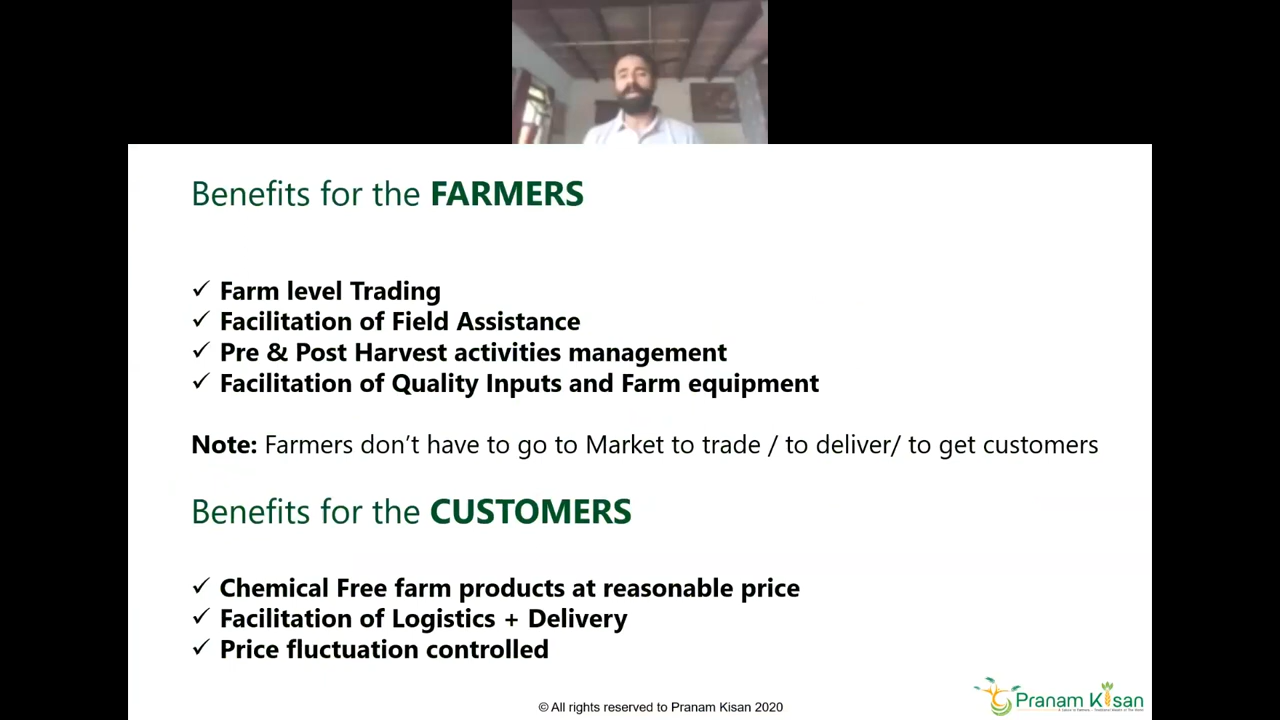 Benefits for the FARMERS
✓ Farm level Trading
✓ Facilitation of Field Assistance
✓ Pre & Post Harvest activities management
✓ Facilitation of Quality Inputs and Farm equipment
Note: Farmers don’t have to go to Market to trade / to deliver/ to get customers
Benefits for the CUSTOMERS
✓ Chemical Free farm products at reasonable price
✓ Facilitation of Logistics + Delivery
✓ Price fluctuation controlled
© All rights reserved to Pranam Kisan 2020
Pranam Kisan